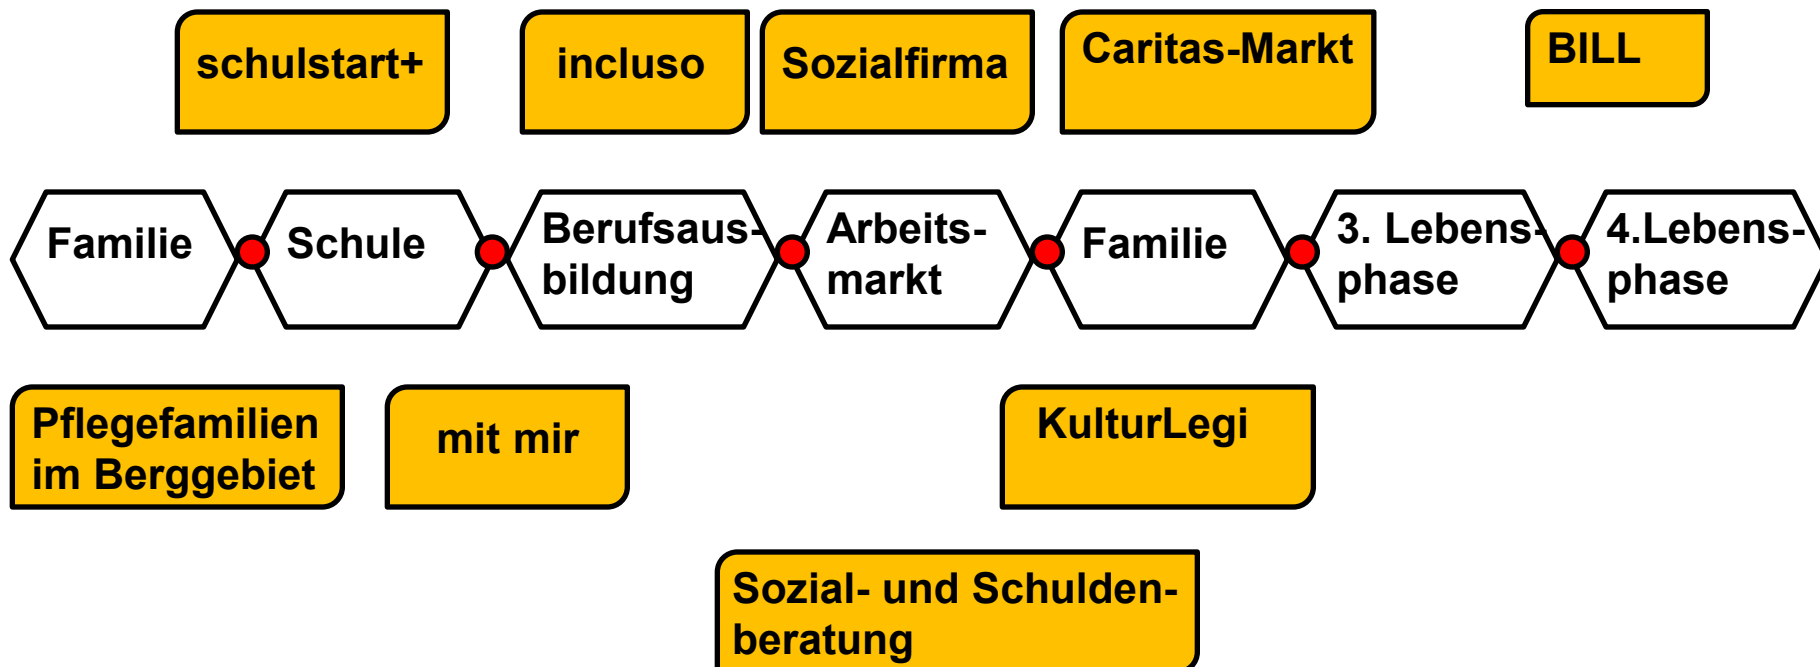 schulstart+
incluso
Sozialfirma
Caritas-Markt
BILL
Familie
Schule
Berufsaus-
bildung
Arbeits-
markt
Familie
3. Lebens-
phase
4.Lebens-
phase
Pflegefamilien
im Berggebiet
mit mir
KulturLegi
Sozial- und Schulden-
beratung